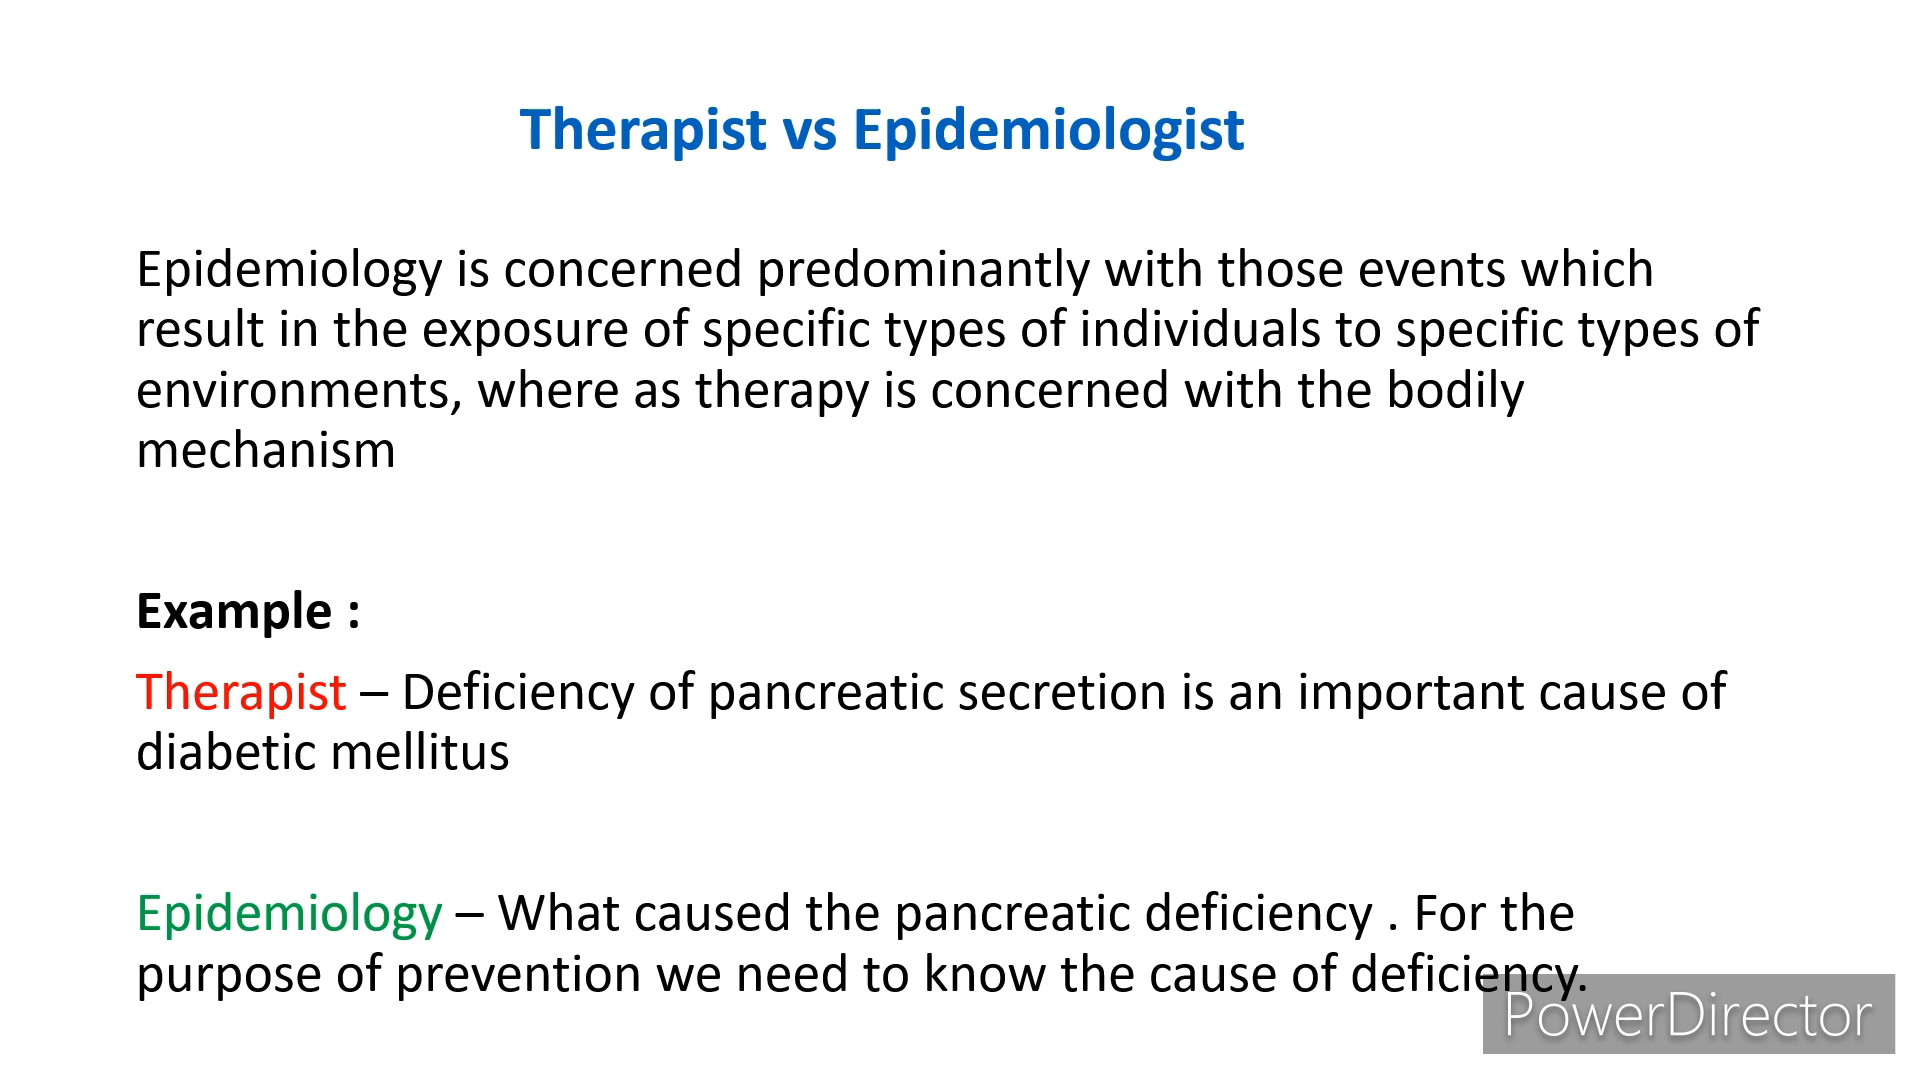 Therapist vs Epidemiologist
Epidemiology is concerned predominantly with those events which
result in the exposure of specific types of individuals to specific types of
environments, where as therapy is concerned with the bodily
mechanism
Example :
Therapist – Deficiency of pancreatic secretion is an important cause of
diabetic mellitus
Epidemiology – What caused the pancreatic deficiency . For the
purpose of prevention we need to know the cause of deficiency.
PowerDirector